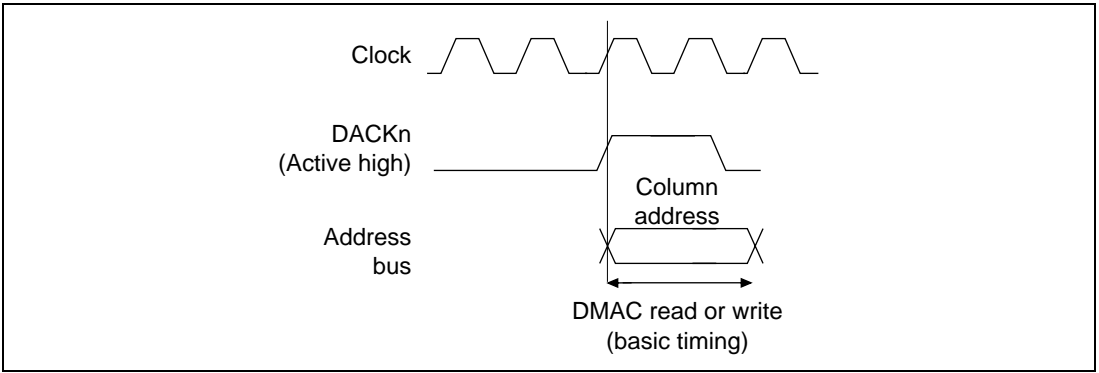 Clock
DACKn
(Active high)
Column
address
Address
bus
DMAC read or write
(basic timing)